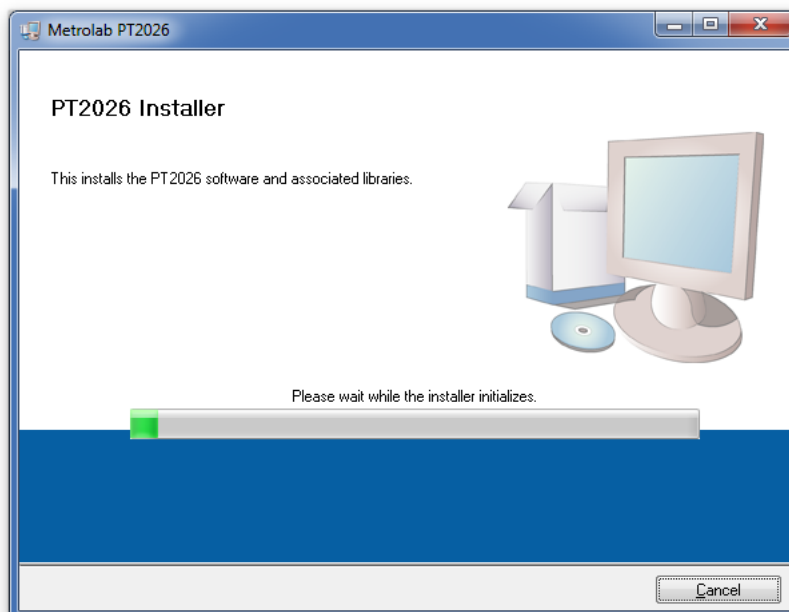 Metrolab PT2026
PT2026 Installer
This installs the PT2026 software and associated libraries.
Please wait while the installer initializes.
Cancel